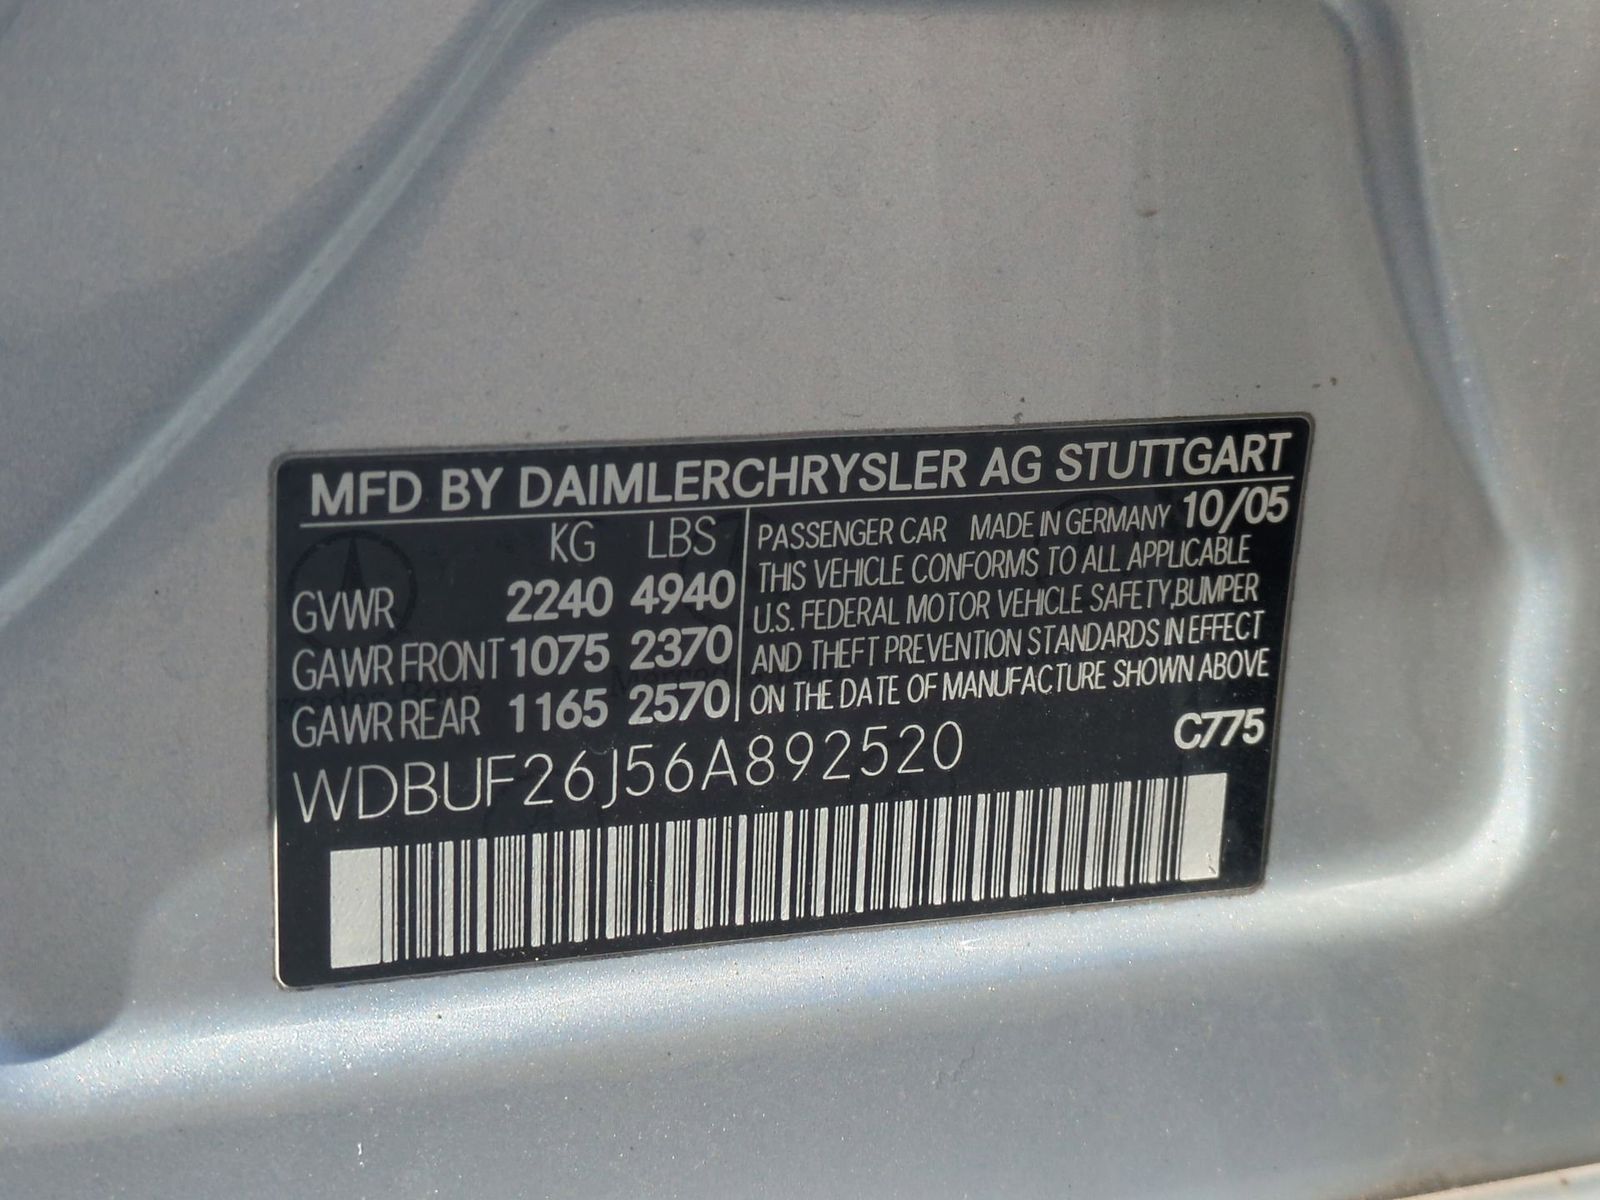 MFD BY DAIMLERCHRYSLER AG STUTTGART
KG LBS
GVWR 2240 4940
GAWR FRONT 1075 2370
GAWR REAR 1165 2570
PASSENGER CAR MADE IN GERMANY 10/05
THIS VEHICLE CONFORMS TO ALL APPLICABLE
U.S. FEDERAL MOTOR VEHICLE SAFETY,BUMPER
AND THEFT PREVENTION STANDARDS IN EFFECT
ON THE DATE OF MANUFACTURE SHOWN ABOVE
C775
WDBUF26J56A892520